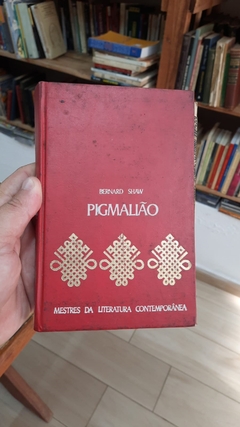 BERNARD SHAW
PIGMALIÃO
MESTRES DA LITERATURA CONTEMPORÂNEA